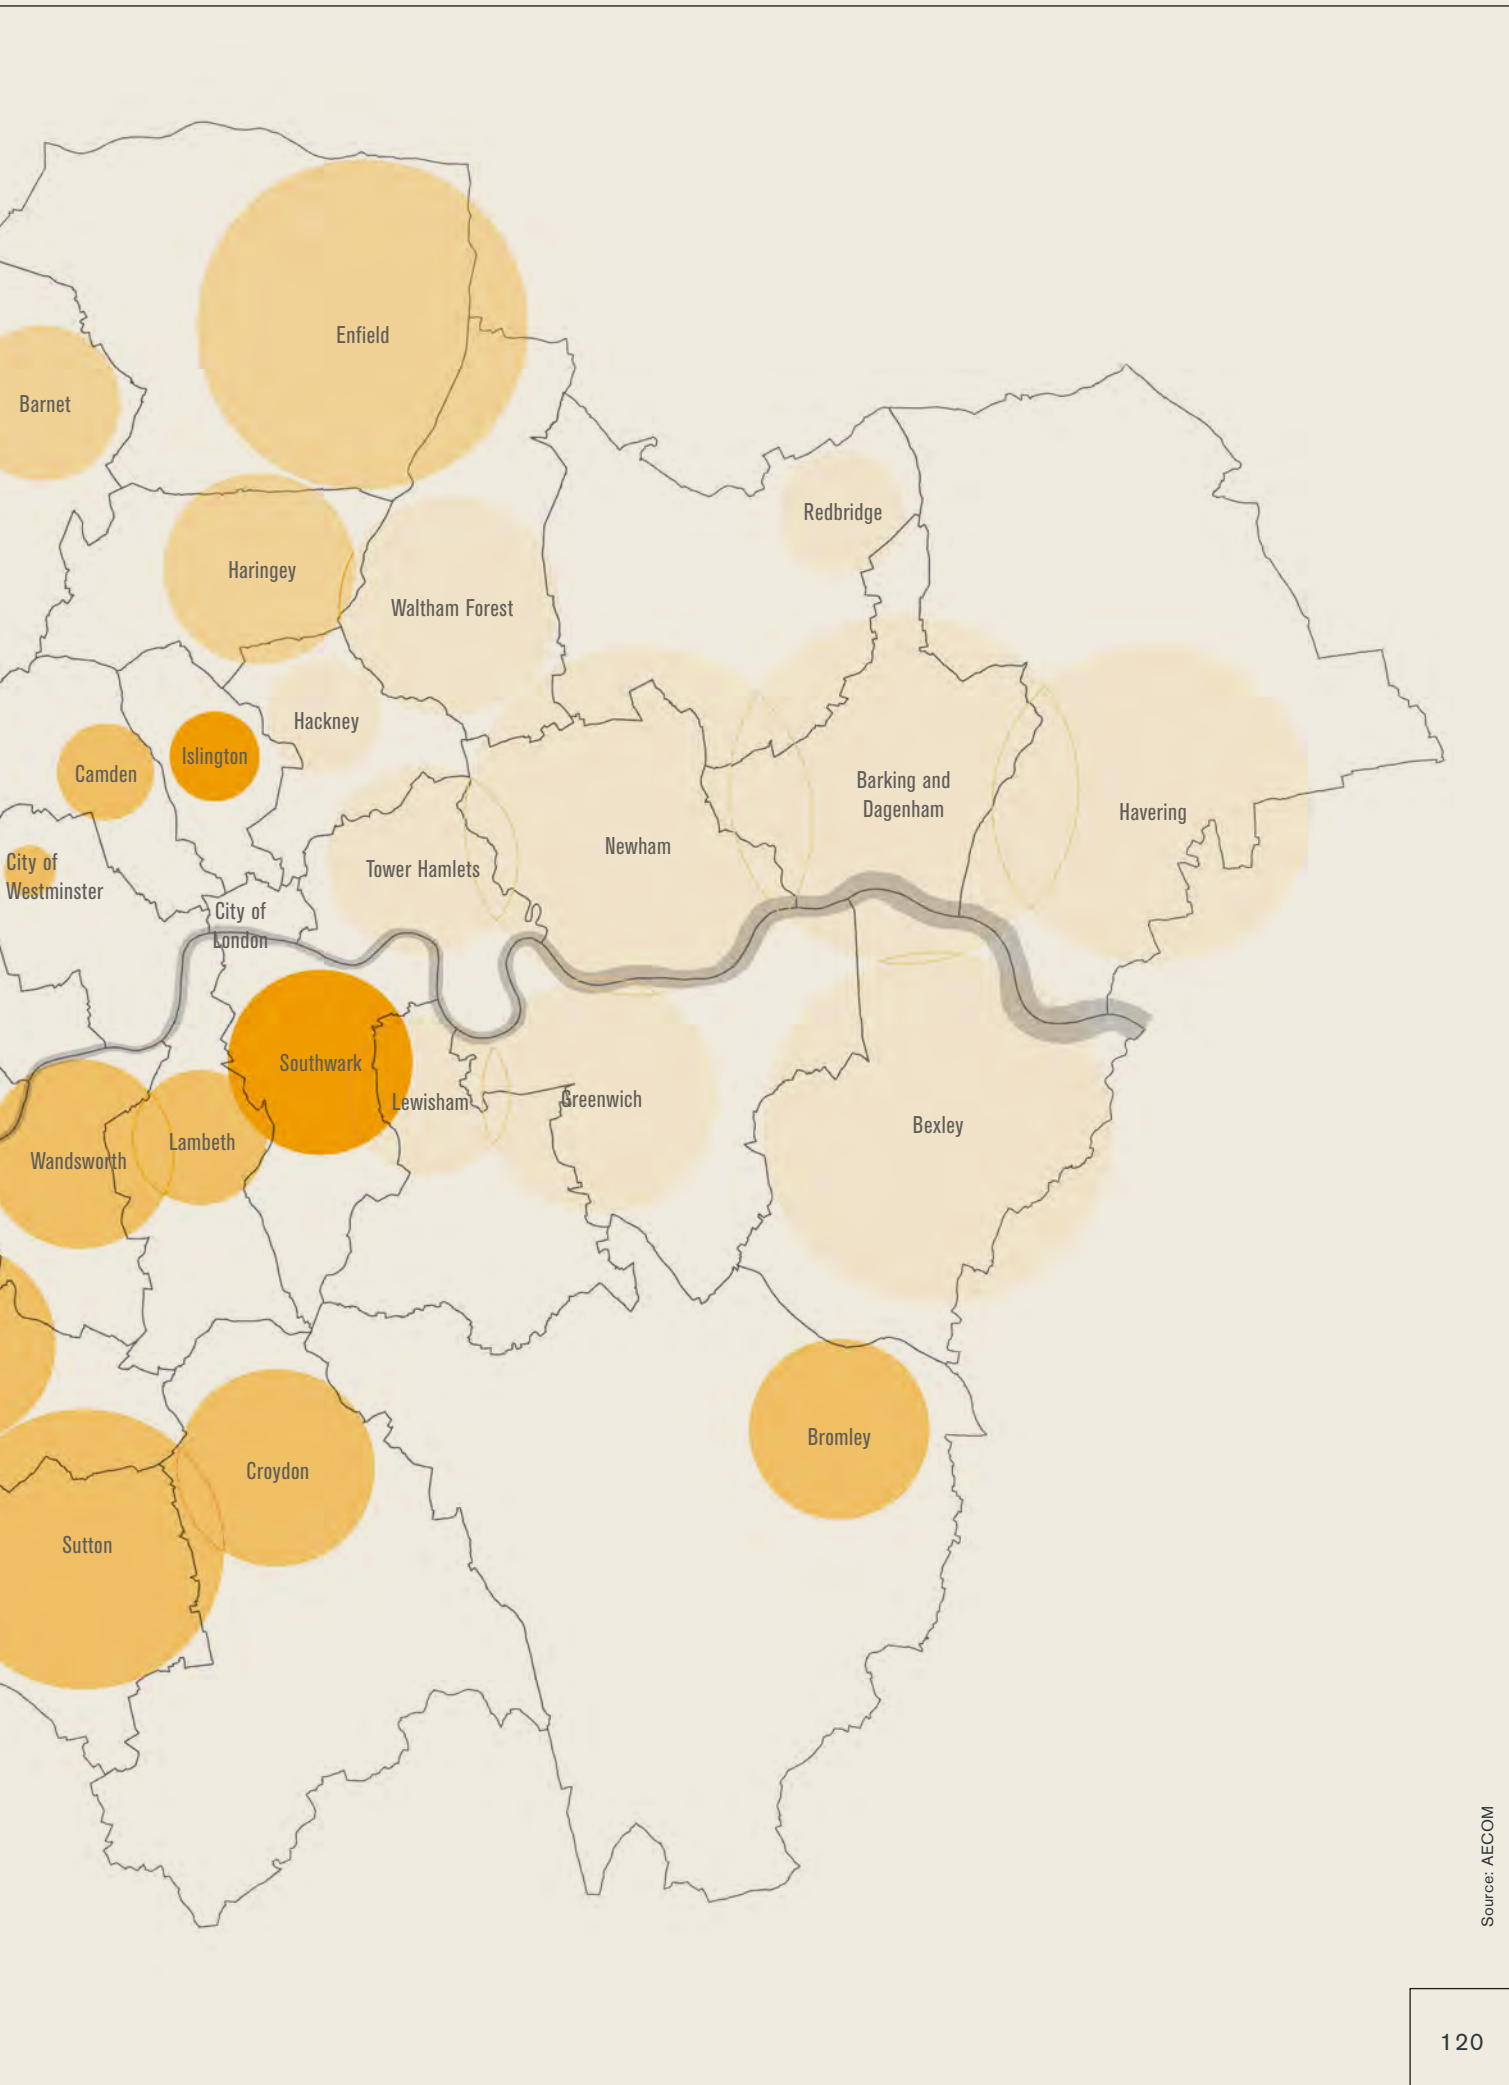 Enfield
Barnet
Redbridge
Haringey
Waltham Forest
Hackney
Islington
Camden
Barking and
Dagenham
Havering
Newham
City of
Westminster
Tower Hamlets
City of
London
Southwark
Lewisham
Greenwich
Bexley
Lambeth
Wandsworth
Bromley
Croydon
Sutton
Source: AECOM
120